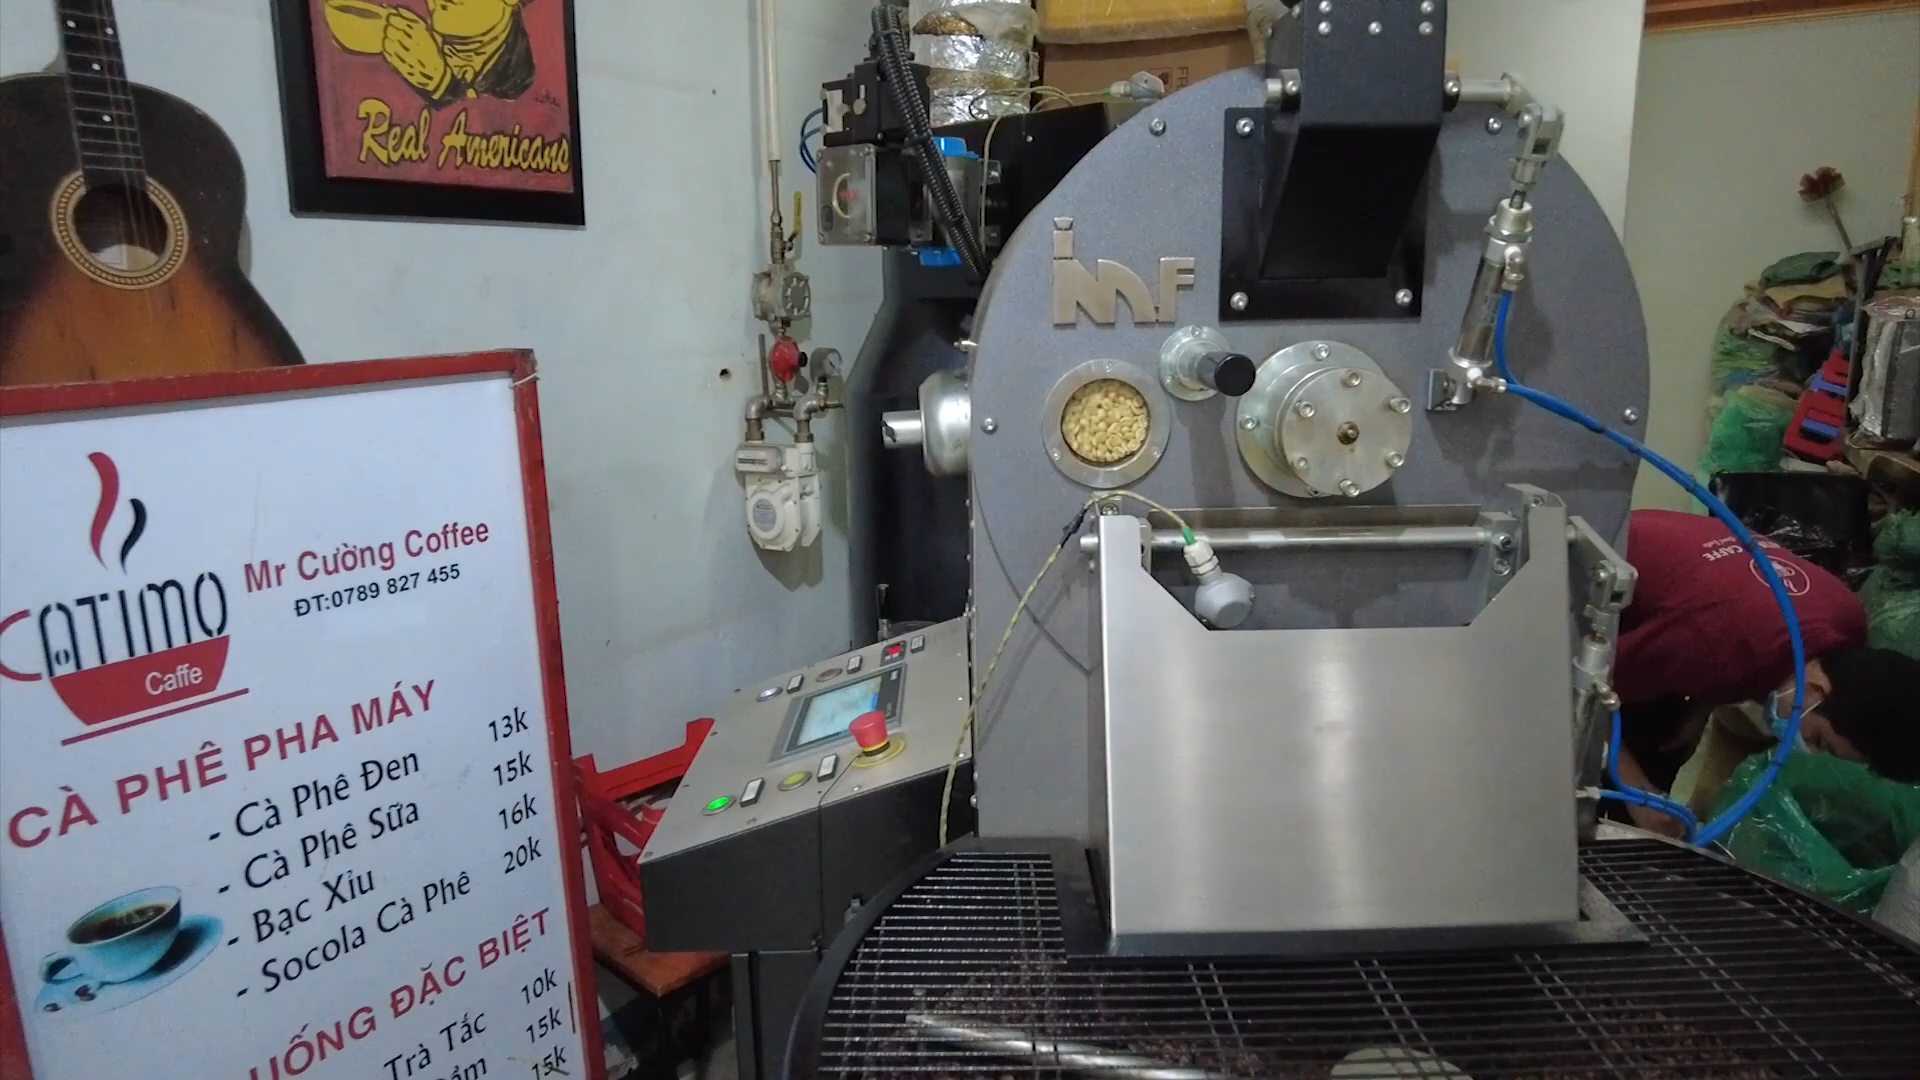 Real Americans
imf
CATIMO
Caffe
Mr Cường Coffee
ĐT:0789 827 455
CÀ PHÊ PHA MÁY
- Cà Phê Đen 13k
- Cà Phê Sữa 15k
- Bạc Xỉu 16k
- Socola Cà Phê 20k
UỐNG ĐẶC BIỆT
Trà Tắc 10k
15k
15k
CAFFE